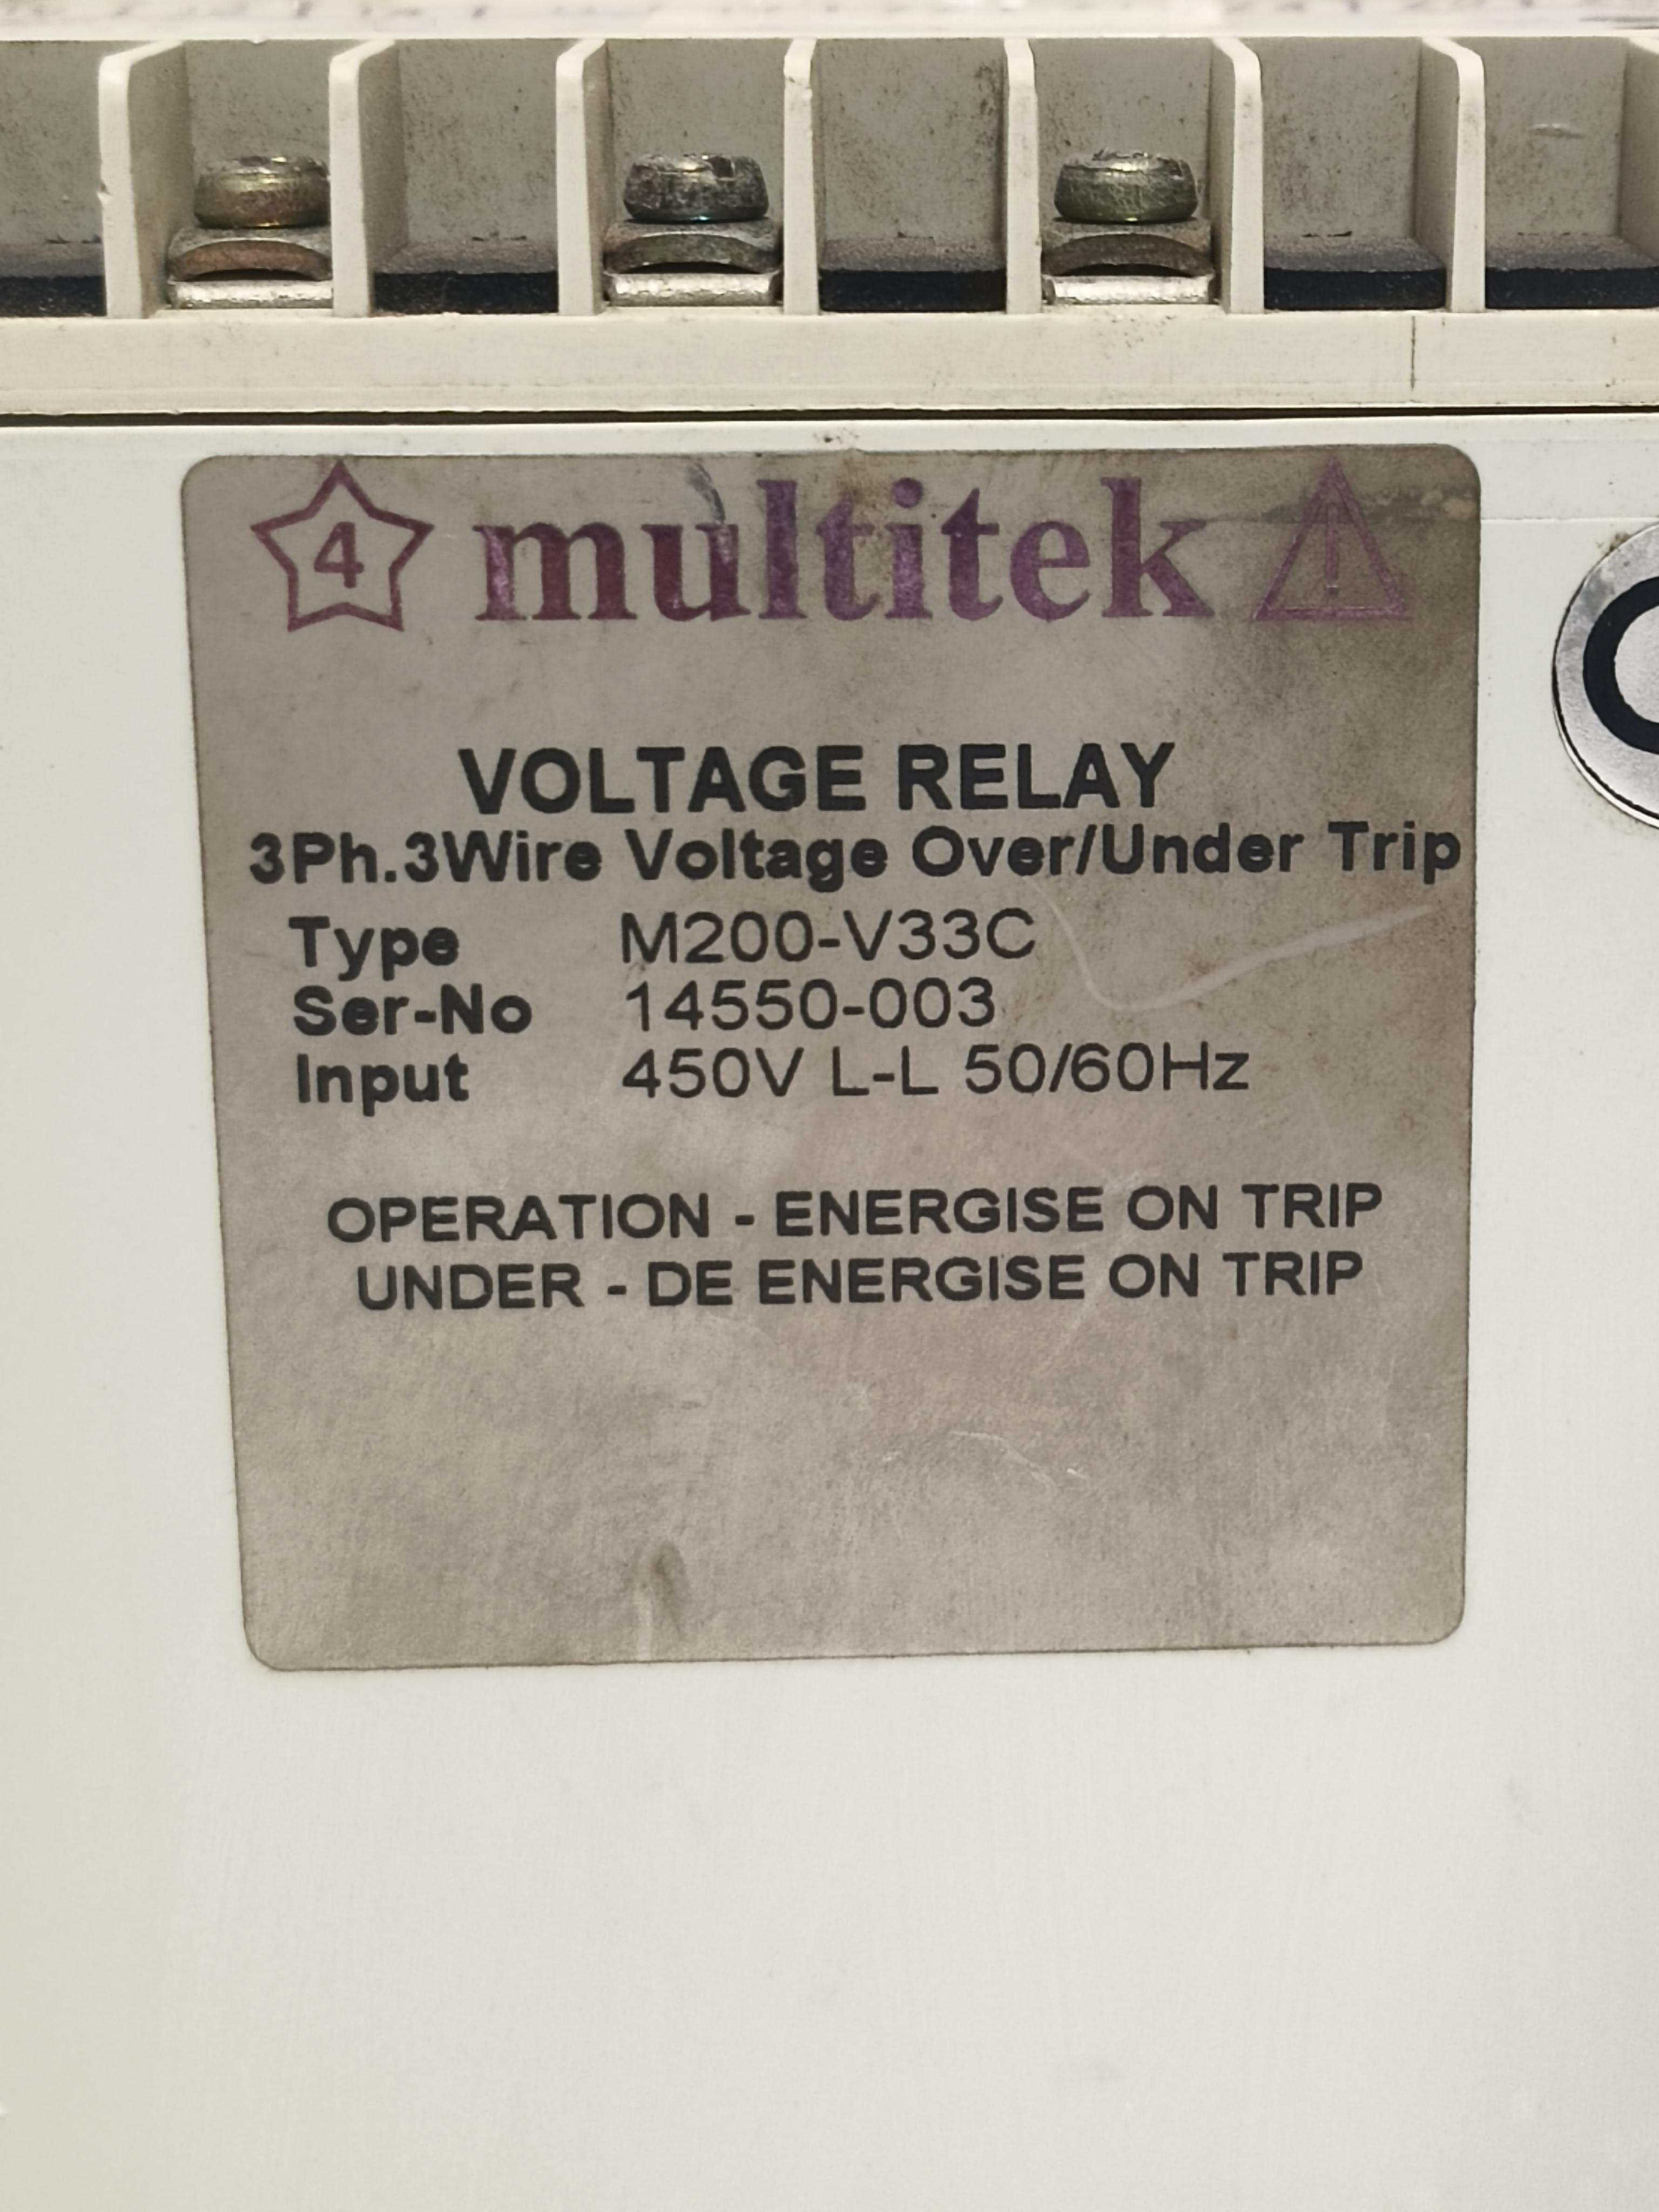 4 multitek !
VOLTAGE RELAY
3Ph.3Wire Voltage Over/Under Trip
Type M200-V33C
Ser-No 14550-003
Input 450V L-L 50/60Hz
OPERATION - ENERGISE ON TRIP
UNDER - DE ENERGISE ON TRIP